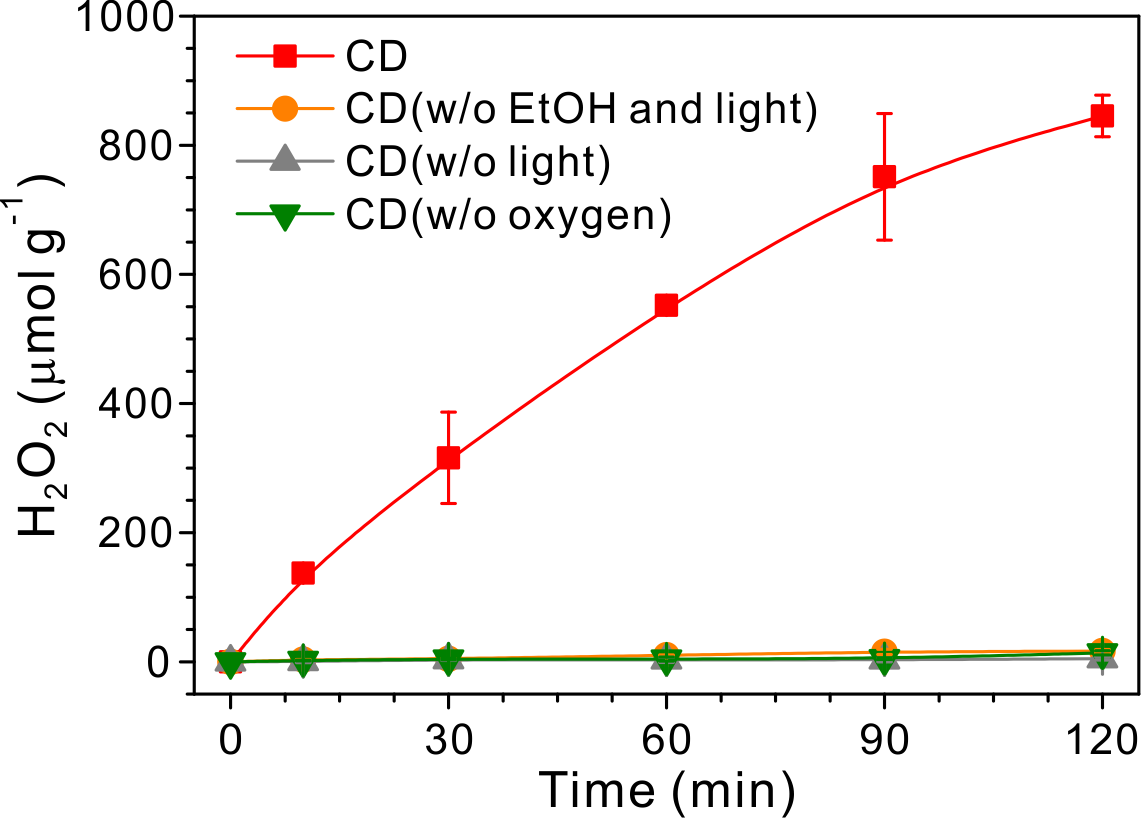 1000
800
600
400
200
0
H₂O₂ (μmol g⁻¹)
CD
CD(w/o EtOH and light)
CD(w/o light)
CD(w/o oxygen)
0 30 60 90 120
Time (min)